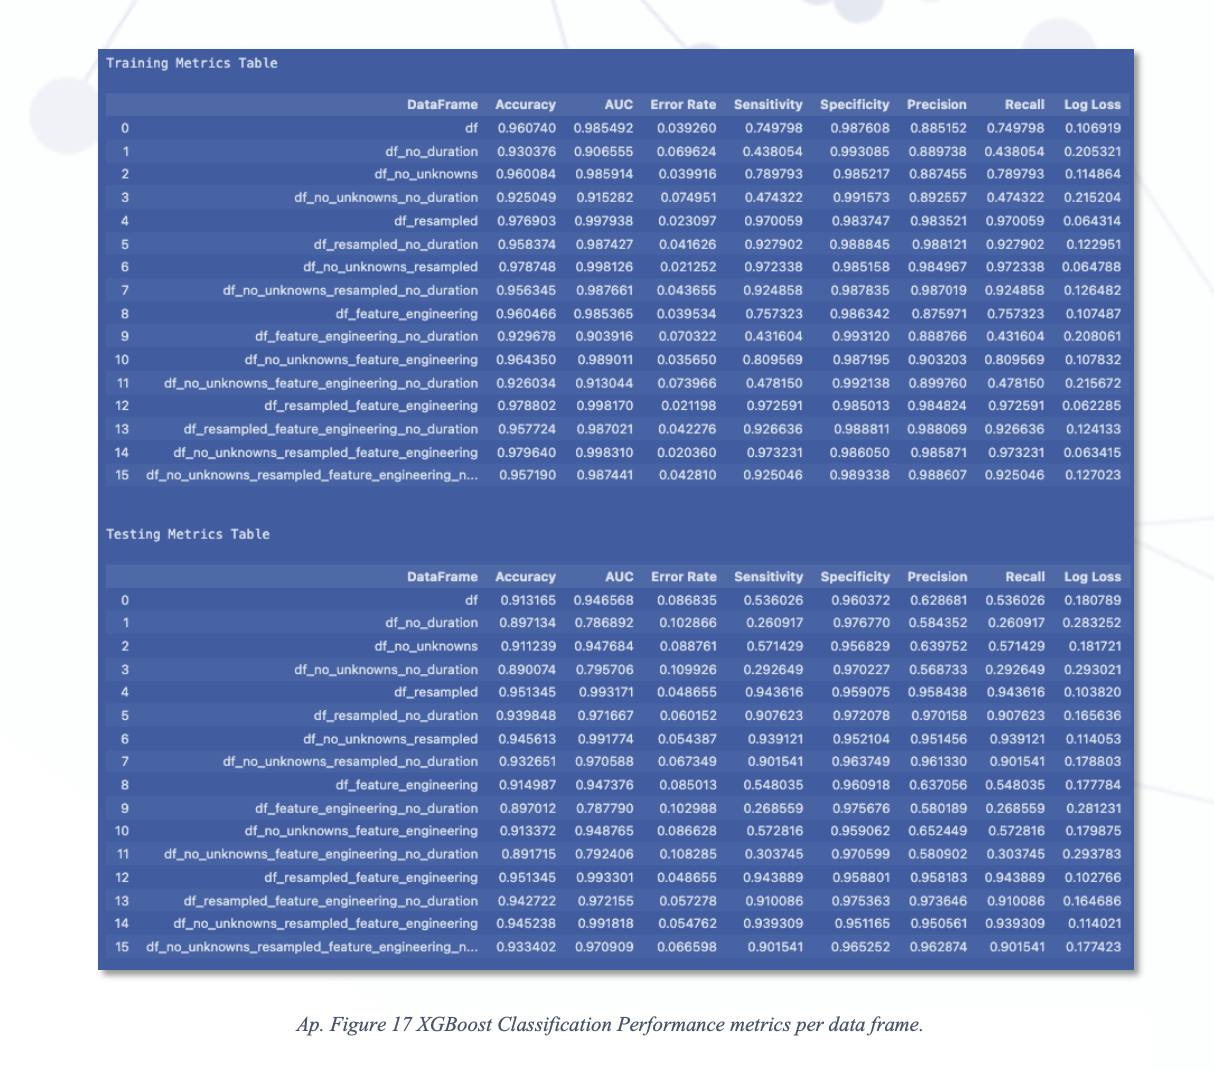 Training Metrics Table
DataFrame Accuracy AUC Error Rate Sensitivity Specificity Precision Recall Log Loss
0 df 0.960740 0.985492 0.039260 0.749798 0.987608 0.885152 0.749798 0.106919
1 df_no_duration 0.930376 0.906555 0.069624 0.438054 0.993085 0.889738 0.438054 0.205321
2 df_no_unknowns 0.960084 0.985914 0.039916 0.789793 0.985217 0.887455 0.789793 0.114864
3 df_no_unknowns_no_duration 0.925049 0.915282 0.074951 0.474322 0.991573 0.892557 0.474322 0.215204
4 df_resampled 0.976903 0.997938 0.023097 0.970059 0.983747 0.983521 0.970059 0.064314
5 df_resampled_no_duration 0.958374 0.987427 0.041626 0.927902 0.988845 0.988121 0.927902 0.122951
6 df_no_unknowns_resampled 0.978748 0.998126 0.021252 0.972338 0.985158 0.984967 0.972338 0.064788
7 df_no_unknowns_resampled_no_duration 0.956345 0.987661 0.043655 0.924858 0.987835 0.987019 0.924858 0.126482
8 df_feature_engineering 0.960466 0.985365 0.039534 0.757323 0.986342 0.875971 0.757323 0.107487
9 df_feature_engineering_no_duration 0.929678 0.903916 0.070322 0.431604 0.993120 0.888766 0.431604 0.208061
10 df_no_unknowns_feature_engineering 0.964350 0.989011 0.035650 0.809569 0.987195 0.903203 0.809569 0.107832
11 df_no_unknowns_feature_engineering_no_duration 0.926034 0.913044 0.073966 0.478150 0.992138 0.899760 0.478150 0.215672
12 df_resampled_feature_engineering 0.978802 0.998170 0.021198 0.972591 0.985013 0.984824 0.972591 0.062285
13 df_resampled_feature_engineering_no_duration 0.957724 0.987021 0.042276 0.926636 0.988811 0.988069 0.926636 0.124133
14 df_no_unknowns_resampled_feature_engineering 0.979640 0.998310 0.020360 0.973231 0.986050 0.985871 0.973231 0.063415
15 df_no_unknowns_resampled_feature_engineering_n... 0.957190 0.987441 0.042810 0.925046 0.989338 0.988607 0.925046 0.127023
Testing Metrics Table
DataFrame Accuracy AUC Error Rate Sensitivity Specificity Precision Recall Log Loss
0 df 0.913165 0.946568 0.086835 0.536026 0.960372 0.628681 0.536026 0.180789
1 df_no_duration 0.897134 0.786892 0.102866 0.260917 0.976770 0.584352 0.260917 0.283252
2 df_no_unknowns 0.911239 0.947684 0.088761 0.571429 0.956829 0.639752 0.571429 0.181721
3 df_no_unknowns_no_duration 0.890074 0.795706 0.109926 0.292649 0.970227 0.568733 0.292649 0.293021
4 df_resampled 0.951345 0.993171 0.048655 0.943616 0.959075 0.958438 0.943616 0.103820
5 df_resampled_no_duration 0.939848 0.971667 0.060152 0.907623 0.972078 0.970158 0.907623 0.165636
6 df_no_unknowns_resampled 0.945613 0.991774 0.054387 0.939121 0.952104 0.951456 0.939121 0.114053
7 df_no_unknowns_resampled_no_duration 0.932651 0.970588 0.067349 0.901541 0.963749 0.961330 0.901541 0.178803
8 df_feature_engineering 0.914987 0.947376 0.085013 0.548035 0.960918 0.637056 0.548035 0.177784
9 df_feature_engineering_no_duration 0.897012 0.787790 0.102988 0.268559 0.975676 0.580189 0.268559 0.281231
10 df_no_unknowns_feature_engineering 0.913372 0.948765 0.086628 0.572816 0.959062 0.652449 0.572816 0.179875
11 df_no_unknowns_feature_engineering_no_duration 0.891715 0.792406 0.108285 0.303745 0.970599 0.580902 0.303745 0.293783
12 df_resampled_feature_engineering 0.951345 0.993301 0.048655 0.943889 0.958801 0.958183 0.943889 0.102766
13 df_resampled_feature_engineering_no_duration 0.942722 0.972155 0.057278 0.910086 0.975363 0.973646 0.910086 0.164686
14 df_no_unknowns_resampled_feature_engineering 0.945238 0.991818 0.054762 0.939309 0.951165 0.950561 0.939309 0.114021
15 df_no_unknowns_resampled_feature_engineering_n... 0.933402 0.970909 0.066598 0.901541 0.965252 0.962874 0.901541 0.177423
Ap. Figure 17 XGBoost Classification Performance metrics per data frame.